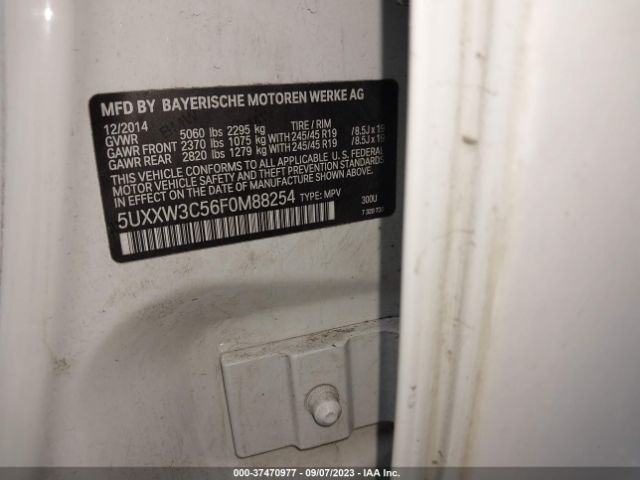 MFD BY BAYERISCHE MOTOREN WERKE AG
12/2014
GVWR 5060 lbs 2295 kg TIRE / RIM
GAWR FRONT 2370 lbs 1075 kg WITH 245/45 R19 /8.5J x 19
GAWR REAR 2820 lbs 1279 kg WITH 245/45 R19 /8.5J x 19
THIS VEHICLE CONFORMS TO ALL APPLICABLE U.S. FEDERAL
MOTOR VEHICLE SAFETY AND THEFT PREVENTION STANDARDS
IN EFFECT ON THE DATE OF MANUFACTURE SHOWN ABOVE.
5UXXW3C56F0M88254 TYPE: MPV 300U
000-37470977 - 09/07/2023 - IAA Inc.